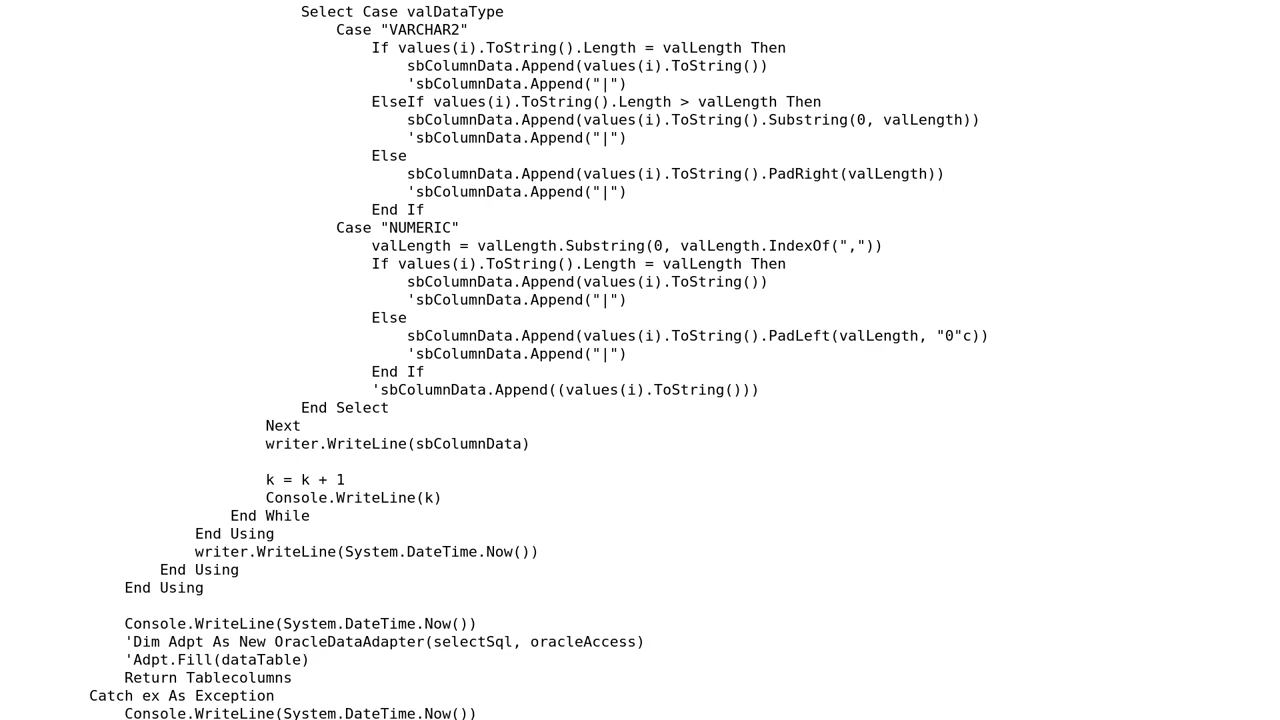 Select Case valDataType
Case "VARCHAR2"
If values(i).ToString().Length = valLength Then
sbColumnData.Append(values(i).ToString())
'sbColumnData.Append("|")
ElseIf values(i).ToString().Length > valLength Then
sbColumnData.Append(values(i).ToString().Substring(0, valLength))
'sbColumnData.Append("|")
Else
sbColumnData.Append(values(i).ToString().PadRight(valLength))
'sbColumnData.Append("|")
End If
Case "NUMERIC"
valLength = valLength.Substring(0, valLength.IndexOf(","))
If values(i).ToString().Length = valLength Then
sbColumnData.Append(values(i).ToString())
'sbColumnData.Append("|")
Else
sbColumnData.Append(values(i).ToString().PadLeft(valLength, "0"c))
'sbColumnData.Append("|")
End If
'sbColumnData.Append((values(i).ToString()))
End Select
Next
writer.WriteLine(sbColumnData)
k = k + 1
Console.WriteLine(k)
End While
End Using
writer.WriteLine(System.DateTime.Now())
End Using
End Using
Console.WriteLine(System.DateTime.Now())
'Dim Adpt As New OracleDataAdapter(selectSql, oracleAccess)
'Adpt.Fill(dataTable)
Return Tablecolumns
Catch ex As Exception
Console.WriteLine(System.DateTime.Now())